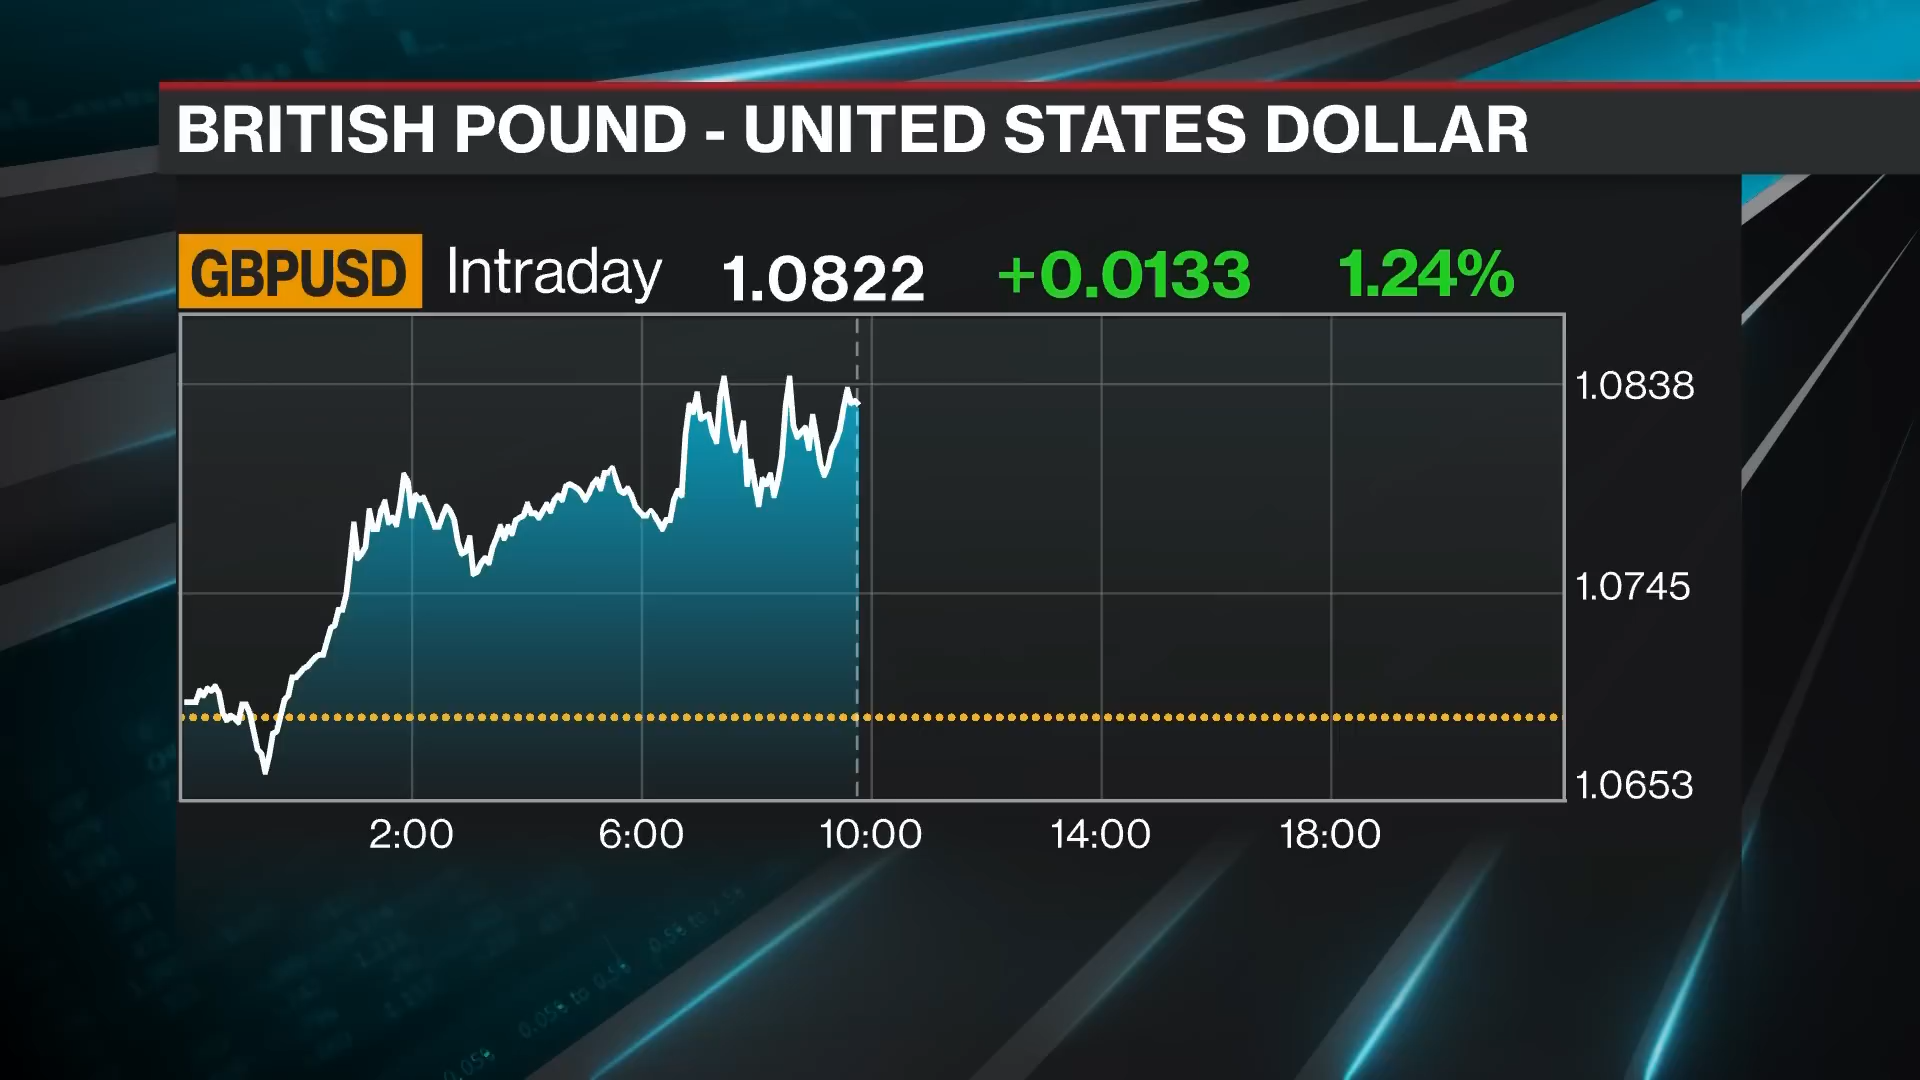 BRITISH POUND - UNITED STATES DOLLAR
GBPUSD Intraday 1.0822 +0.0133 1.24%
1.0838
1.0745
1.0653
2:00 6:00 10:00 14:00 18:00